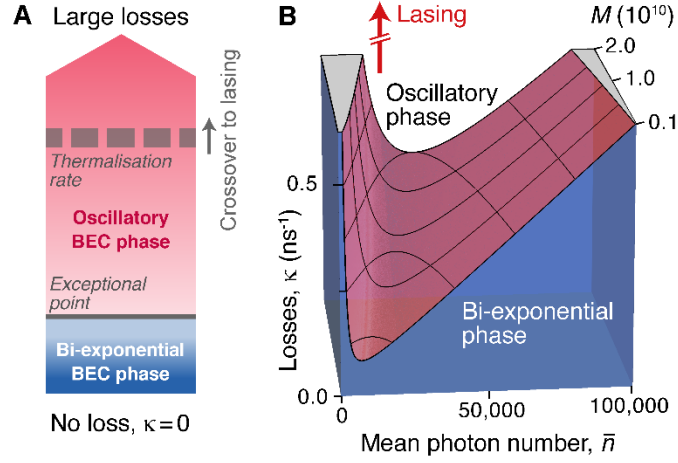 A
Large losses
Thermalisation
rate
Crossover to lasing
Oscillatory
BEC phase
Exceptional
point
Bi-exponential
BEC phase
No loss, κ=0
B
Lasing
M (10¹⁰)
Oscillatory
phase
2.0
1.0
0.1
0.5
Losses, κ (ns⁻¹)
Bi-exponential
phase
0.0
0
50,000
100,000
Mean photon number, n̄